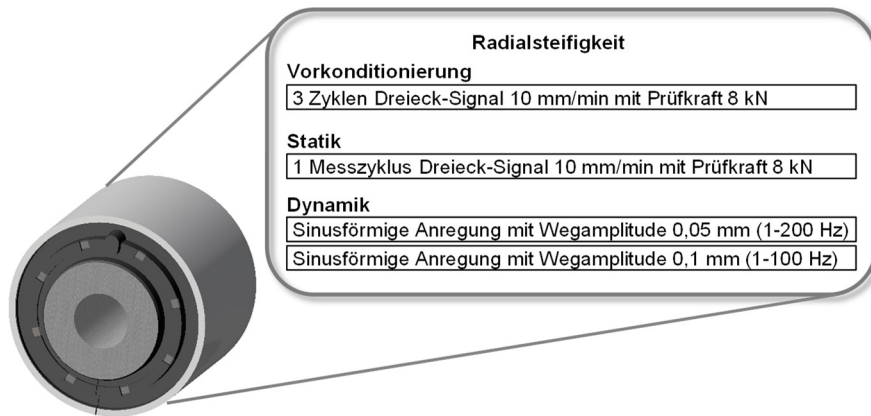 Radialsteifigkeit
Vorkonditionierung
3 Zyklen Dreieck-Signal 10 mm/min mit Prüfkraft 8 kN
Statik
1 Messzyklus Dreieck-Signal 10 mm/min mit Prüfkraft 8 kN
Dynamik
Sinusförmige Anregung mit Wegamplitude 0,05 mm (1-200 Hz)
Sinusförmige Anregung mit Wegamplitude 0,1 mm (1-100 Hz)